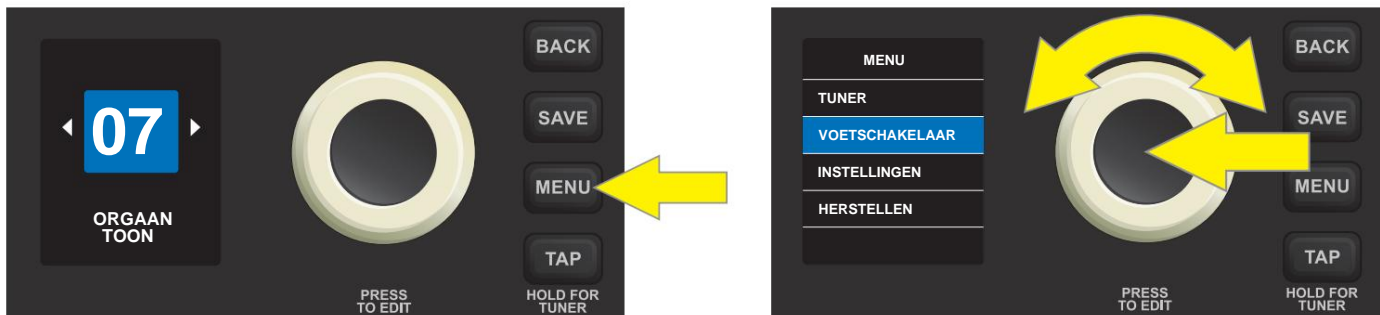 07
ORGAAN
TOON
BACK
SAVE
MENU
TAP
PRESS
TO EDIT
HOLD FOR
TUNER
MENU
TUNER
VOETSCHAKELAAR
INSTELLINGEN
HERSTELLEN
BACK
SAVE
MENU
TAP
PRESS
TO EDIT
HOLD FOR
TUNER